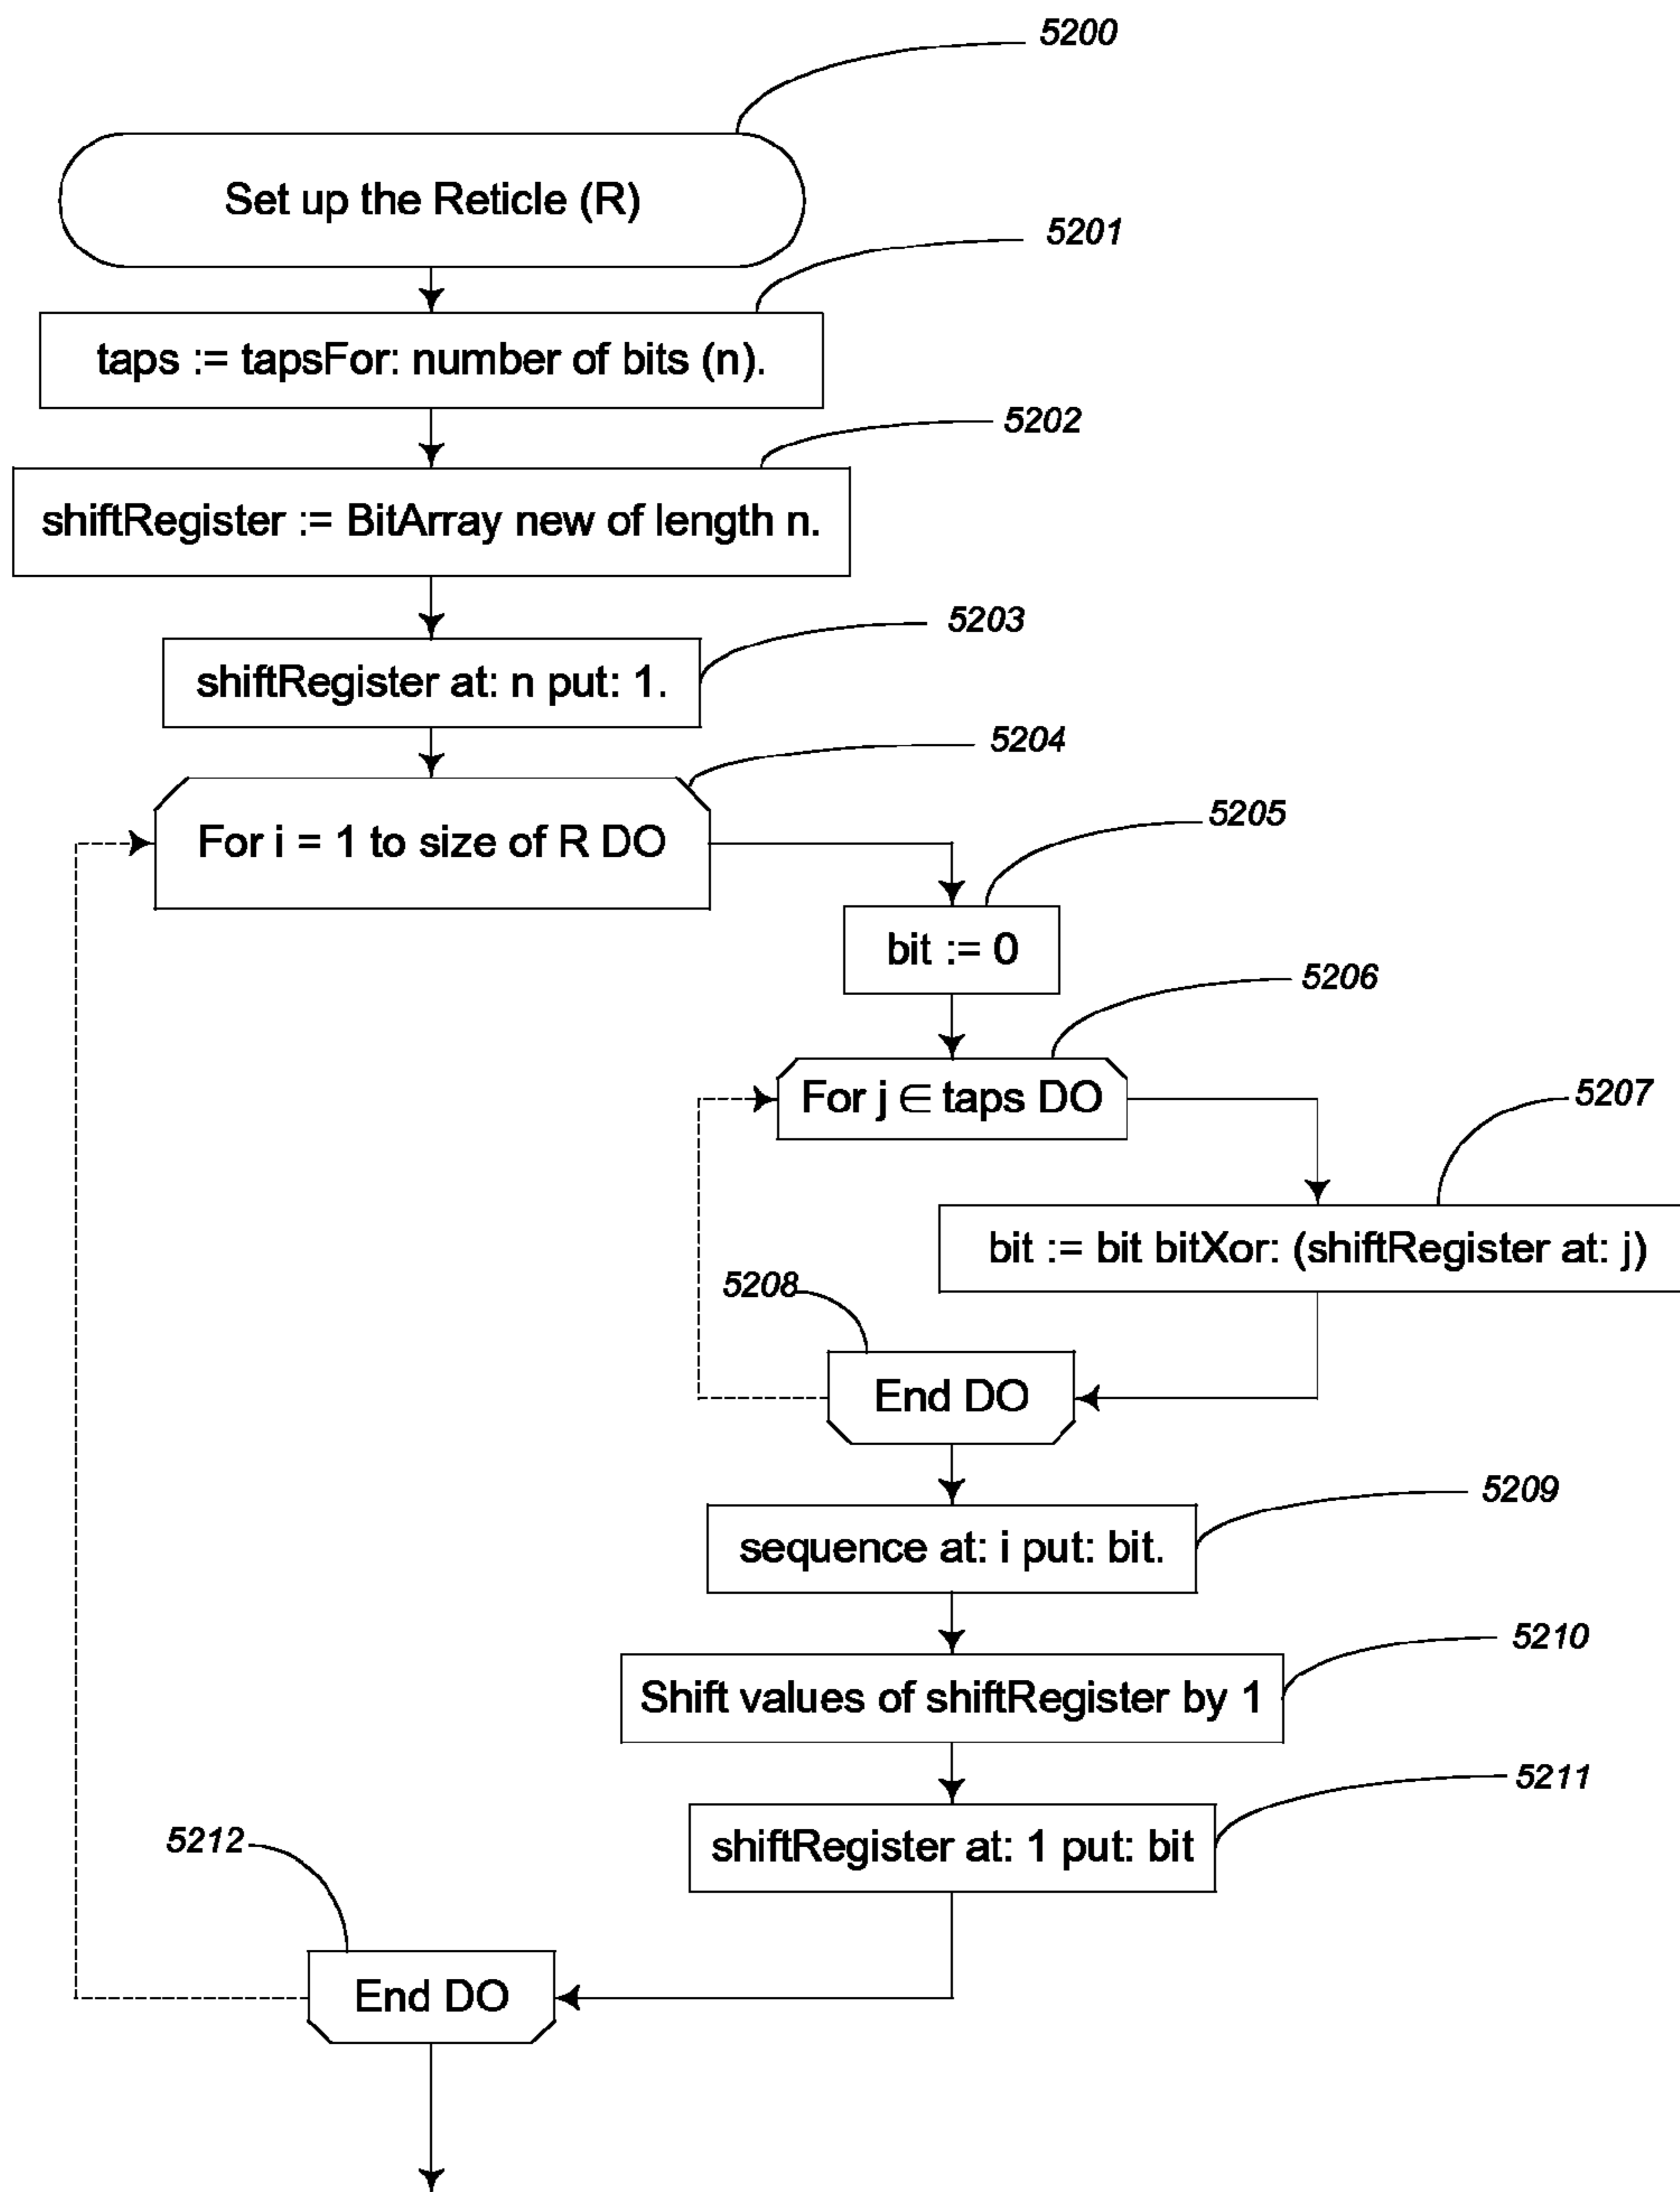 5200
Set up the Reticle (R)
5201
taps := tapsFor: number of bits (n).
5202
shiftRegister := BitArray new of length n.
5203
shiftRegister at: n put: 1.
5204
For i = 1 to size of R DO
5205
bit := 0
5206
For j ∈ taps DO
5207
bit := bit bitXor: (shiftRegister at: j)
5208
End DO
5209
sequence at: i put: bit.
5210
Shift values of shiftRegister by 1
5211
shiftRegister at: 1 put: bit
5212
End DO